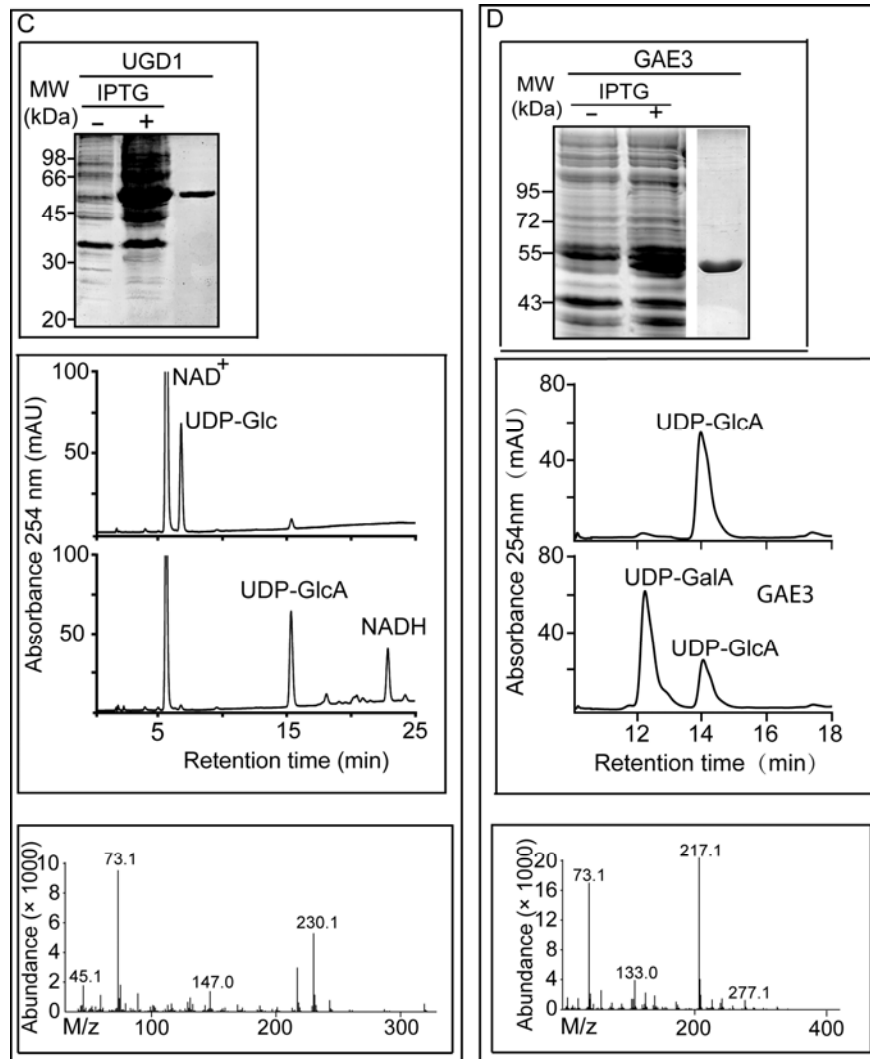 C
UGD1
MW
(kDa)
IPTG
– +
98
66
45
30
20
100
50
NAD+
UDP-Glc
100
50
UDP-GlcA
NADH
5 15 25
Absorbance 254 nm (mAU)
Retention time (min)
Abundance (× 1000)
10
8
6
4
2
0
73.1
230.1
45.1
147.0
M/z
100 200 300
D
GAE3
MW
(kDa)
IPTG
– +
95
72
55
43
80
40
0
UDP-GlcA
80
60
40
0
UDP-GalA
GAE3
UDP-GlcA
12 14 16 18
Absorbance 254nm (mAU)
Retention time (min)
Abundance (× 1000)
20
16
12
8
4
0
217.1
73.1
133.0
277.1
M/z
200 400